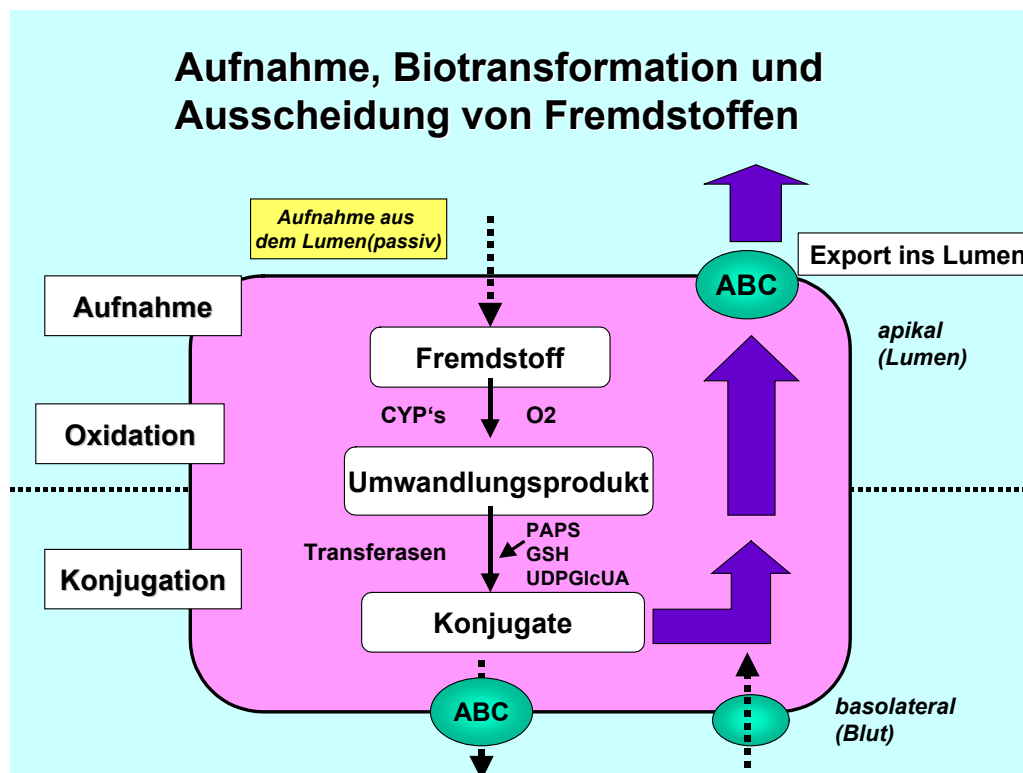 Aufnahme, Biotransformation und
Ausscheidung von Fremdstoffen
Aufnahme aus
dem Lumen(passiv)
Export ins Lumen
ABC
Aufnahme
apikal
(Lumen)
Fremdstoff
CYP‘s O2
Oxidation
Umwandlungsprodukt
Transferasen
PAPS
GSH
UDPGlcUA
Konjugation
Konjugate
ABC
basolateral
(Blut)